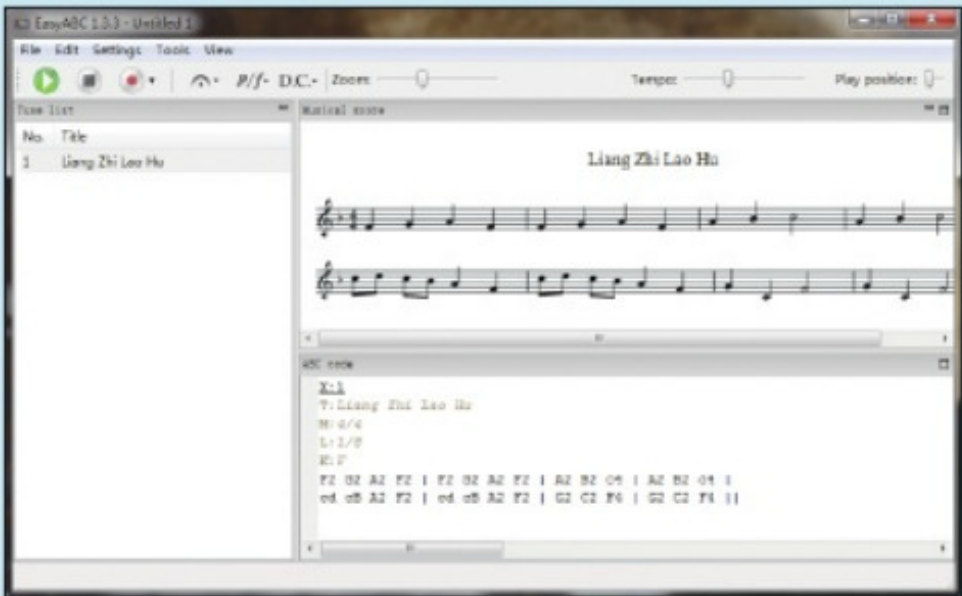 EasyABC 1.3.3 - Untitled 1
File Edit Settings Tools View
P/f- D.C.- Zoom: Tempo: Play position:
Tune list
No. Title
1 Liang Zhi Lao Hu
Musical score
Liang Zhi Lao Hu
ABC code
X:1
T:Liang Zhi Lao Hu
M:4/4
L:1/8
K:F
F2 G2 A2 F2 | F2 G2 A2 F2 | A2 B2 c4 | A2 B2 c4 |
cd cB A2 F2 | cd cB A2 F2 | G2 C2 F4 | G2 C2 F4 ||